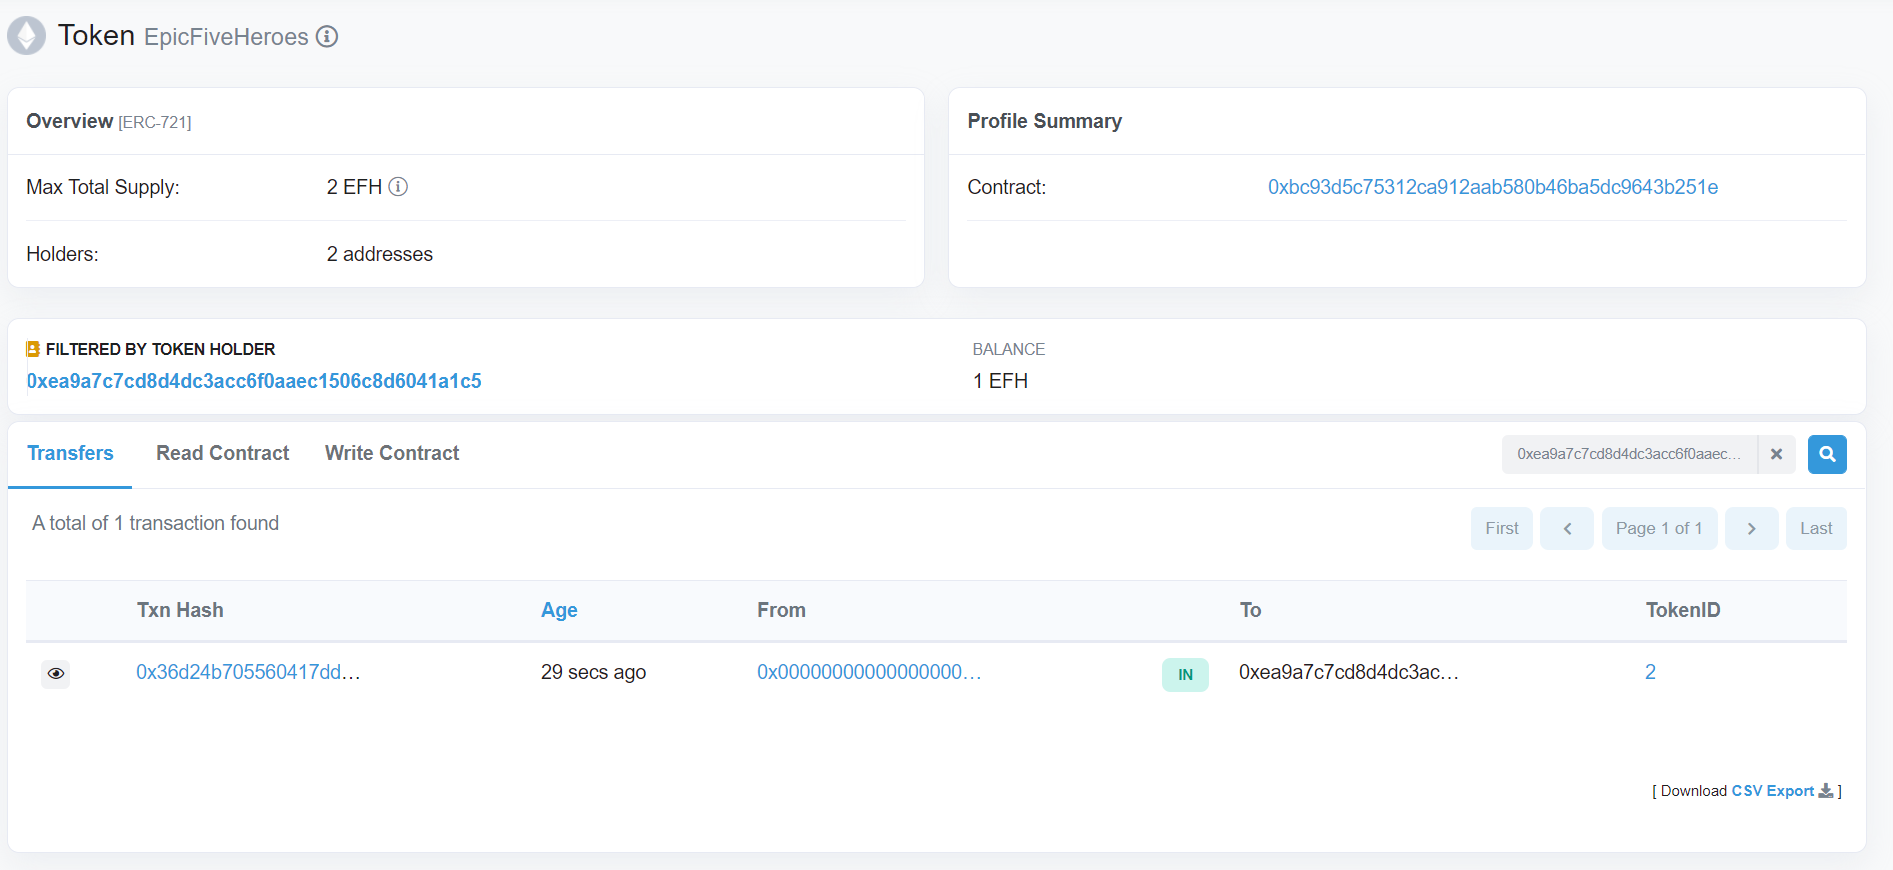 Token EpicFiveHeroes
Overview [ERC-721]
Max Total Supply: 2 EFH
Holders: 2 addresses
Profile Summary
Contract: 0xbc93d5c75312ca912aab580b46ba5dc9643b251e
FILTERED BY TOKEN HOLDER
0xea9a7c7cd8d4dc3acc6f0aaec1506c8d6041a1c5
BALANCE
1 EFH
Transfers Read Contract Write Contract 0xea9a7c7cd8d4dc3acc6f0aaec...
A total of 1 transaction found
First Page 1 of 1 Last
Txn Hash Age From To TokenID
0x36d24b705560417dd... 29 secs ago 0x00000000000000000... IN 0xea9a7c7cd8d4dc3ac... 2
[ Download CSV Export ]